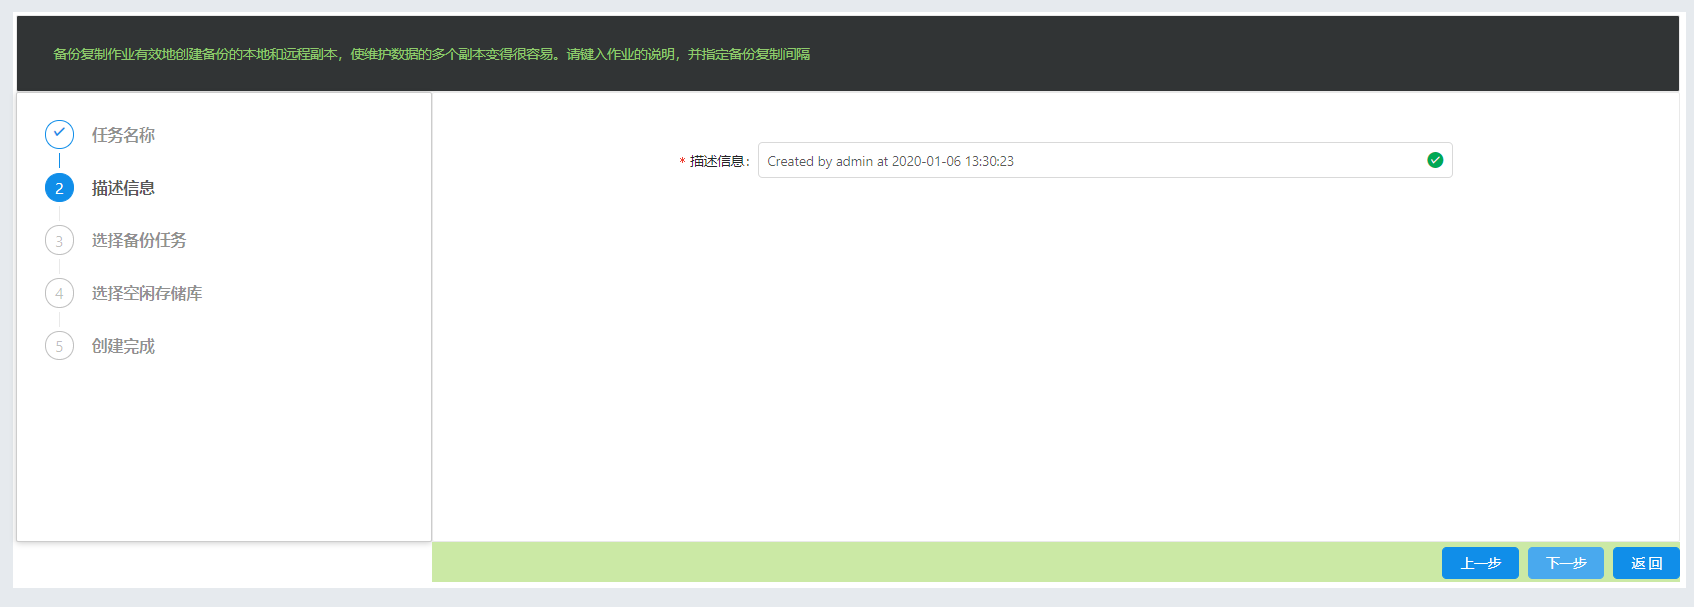 备份复制作业有效地创建备份的本地和远程副本，使维护数据的多个副本变得很容易。请键入作业的说明，并指定备份复制间隔
任务名称
2 描述信息
3 选择备份任务
4 选择空闲存储库
5 创建完成
* 描述信息: Created by admin at 2020-01-06 13:30:23
上一步 下一步 返 回